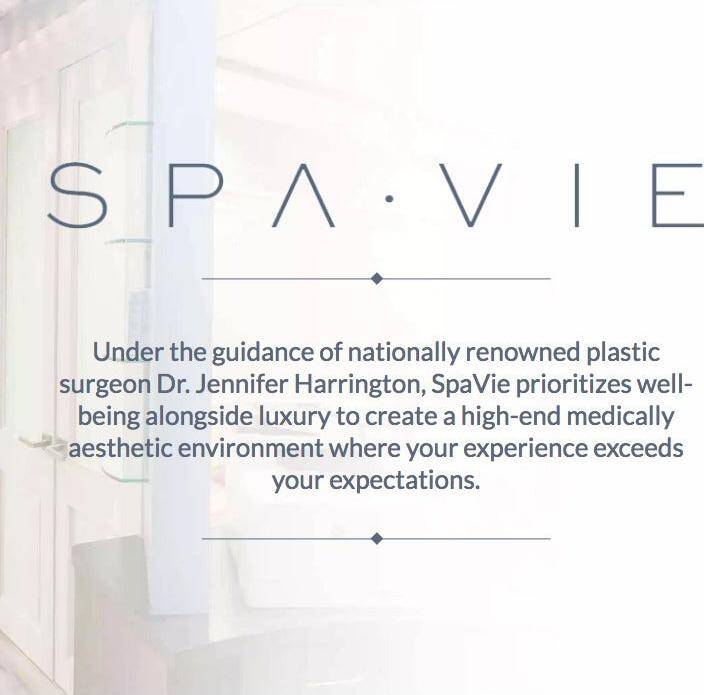 SPA·VIE
Under the guidance of nationally renowned plastic
surgeon Dr. Jennifer Harrington, SpaVie prioritizes well-
being alongside luxury to create a high-end medically
aesthetic environment where your experience exceeds
your expectations.